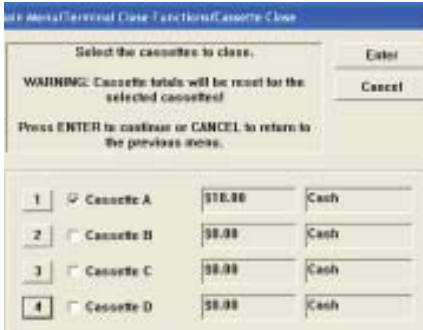 Menu/Terminal Close Functions/Cassette Close
Select the cassettes to close.
Enter
WARNING: Cassette totals will be reset for the
selected cassettes!
Cancel
Press ENTER to continue or CANCEL to return to
the previous menu.
1 Cassette A $10.00 Cash
2 Cassette B $0.00 Cash
3 Cassette C $0.00 Cash
4 Cassette D $0.00 Cash